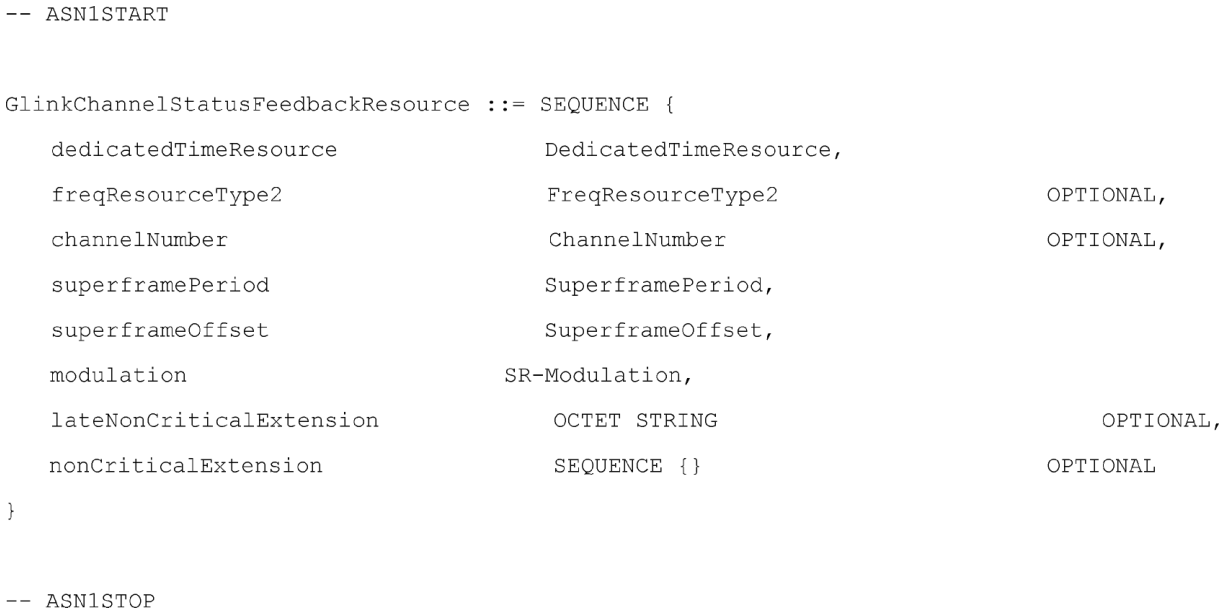 -- ASN1START
GlinkChannelStatusFeedbackResource ::= SEQUENCE {
dedicatedTimeResource DedicatedTimeResource,
freqResourceType2 FreqResourceType2 OPTIONAL,
channelNumber ChannelNumber OPTIONAL,
superframePeriod SuperframePeriod,
superframeOffset SuperframeOffset,
modulation SR-Modulation,
lateNonCriticalExtension OCTET STRING OPTIONAL,
nonCriticalExtension SEQUENCE {} OPTIONAL
}
-- ASN1STOP